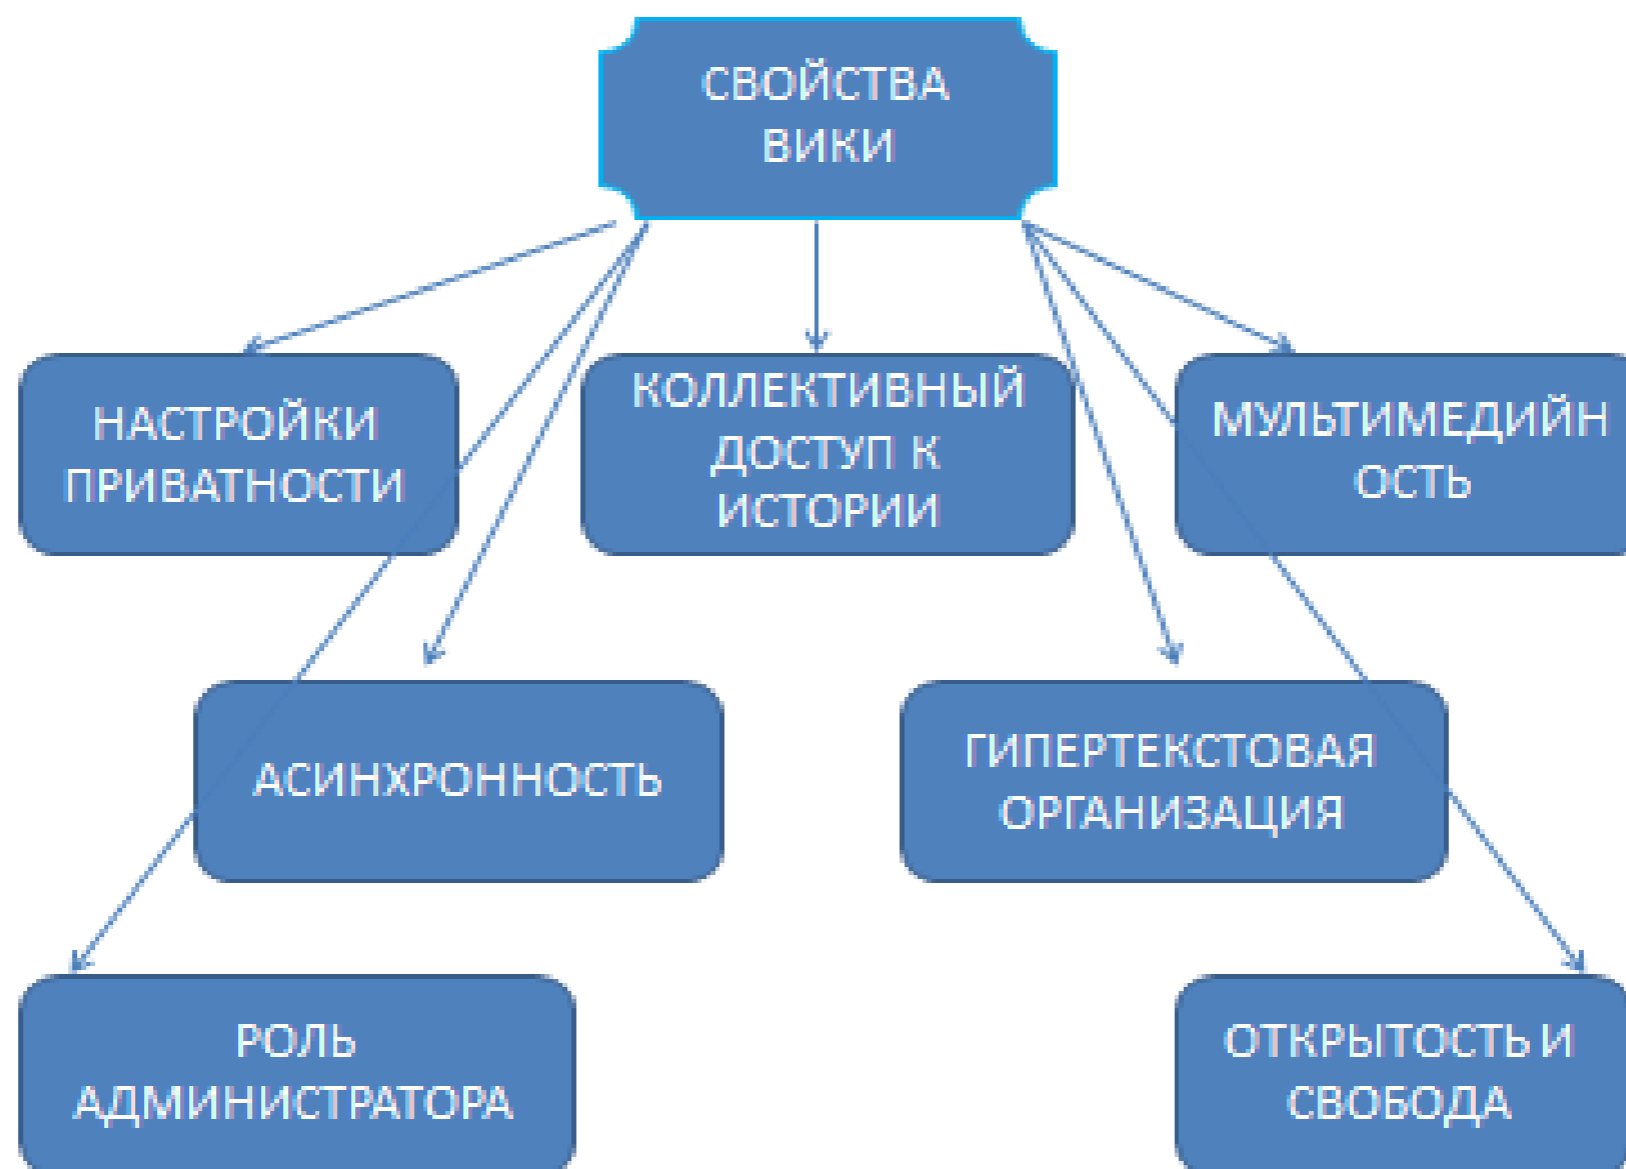 СВОЙСТВА
ВИКИ
НАСТРОЙКИ
ПРИВАТНОСТИ
КОЛЛЕКТИВНЫЙ
ДОСТУП К
ИСТОРИИ
МУЛЬТИМЕДИЙН
ОСТЬ
АСИНХРОННОСТЬ
ГИПЕРТЕКСТОВАЯ
ОРГАНИЗАЦИЯ
РОЛЬ
АДМИНИСТРАТОРА
ОТКРЫТОСТЬ И
СВОБОДА